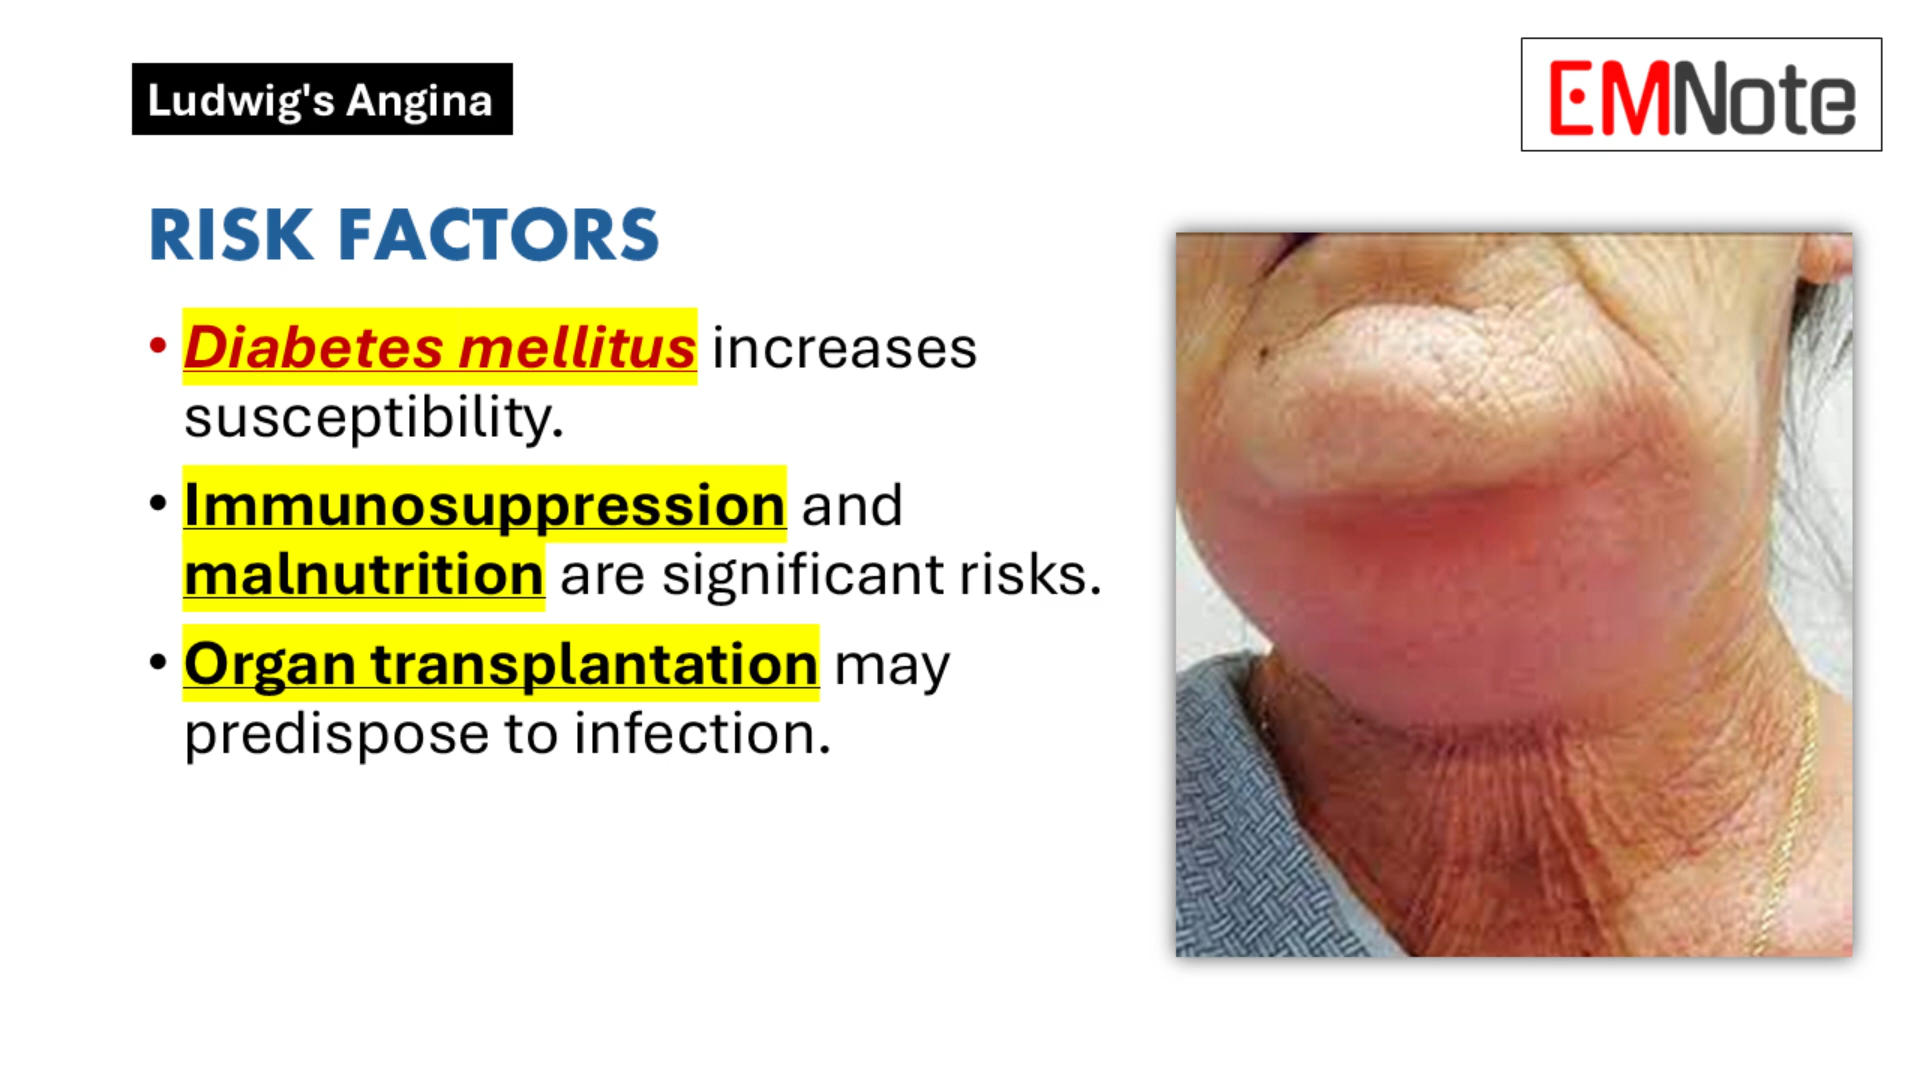 Ludwig's Angina
EMNote
RISK FACTORS
• Diabetes mellitus increases
susceptibility.
• Immunosuppression and
malnutrition are significant risks.
• Organ transplantation may
predispose to infection.